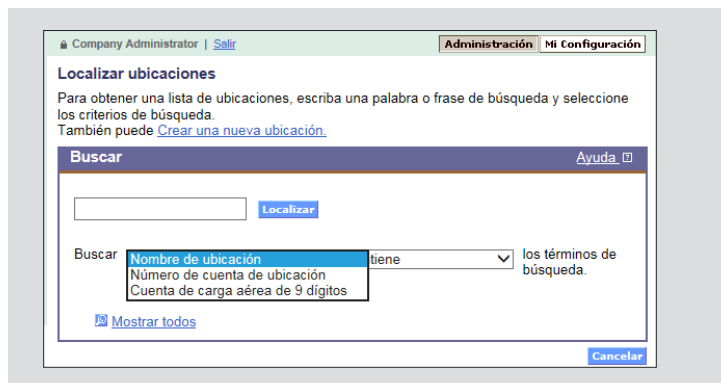 Company Administrator | Salir
Administración Mi Configuración
Localizar ubicaciones
Para obtener una lista de ubicaciones, escriba una palabra o frase de búsqueda y seleccione
los criterios de búsqueda.
También puede Crear una nueva ubicación.
Buscar Ayuda
Localizar
Buscar Nombre de ubicación tiene los términos de
búsqueda.
Número de cuenta de ubicación
Cuenta de carga aérea de 9 dígitos
Mostrar todos
Cancelar